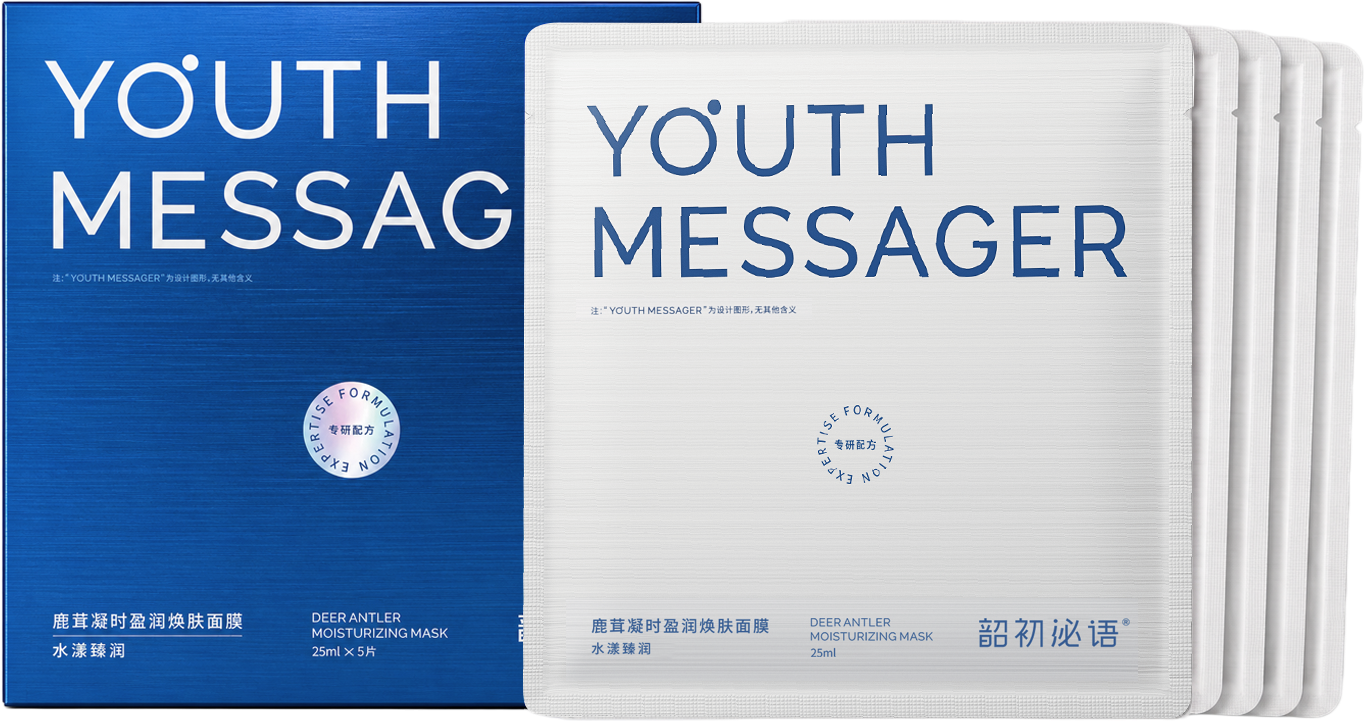 YOUTH
MESSAG
注：“YOUTH MESSAGER”为设计图形，无其他含义
EXPERTISE FORMULATION
专研配方
鹿茸凝时盈润焕肤面膜
水漾臻润
DEER ANTLER
MOISTURIZING MASK
25ml × 5片
YOUTH
MESSAGER
注：“YOUTH MESSAGER”为设计图形，无其他含义
EXPERTISE FORMULATION
专研配方
鹿茸凝时盈润焕肤面膜
水漾臻润
DEER ANTLER
MOISTURIZING MASK
25ml
韶初泌语®